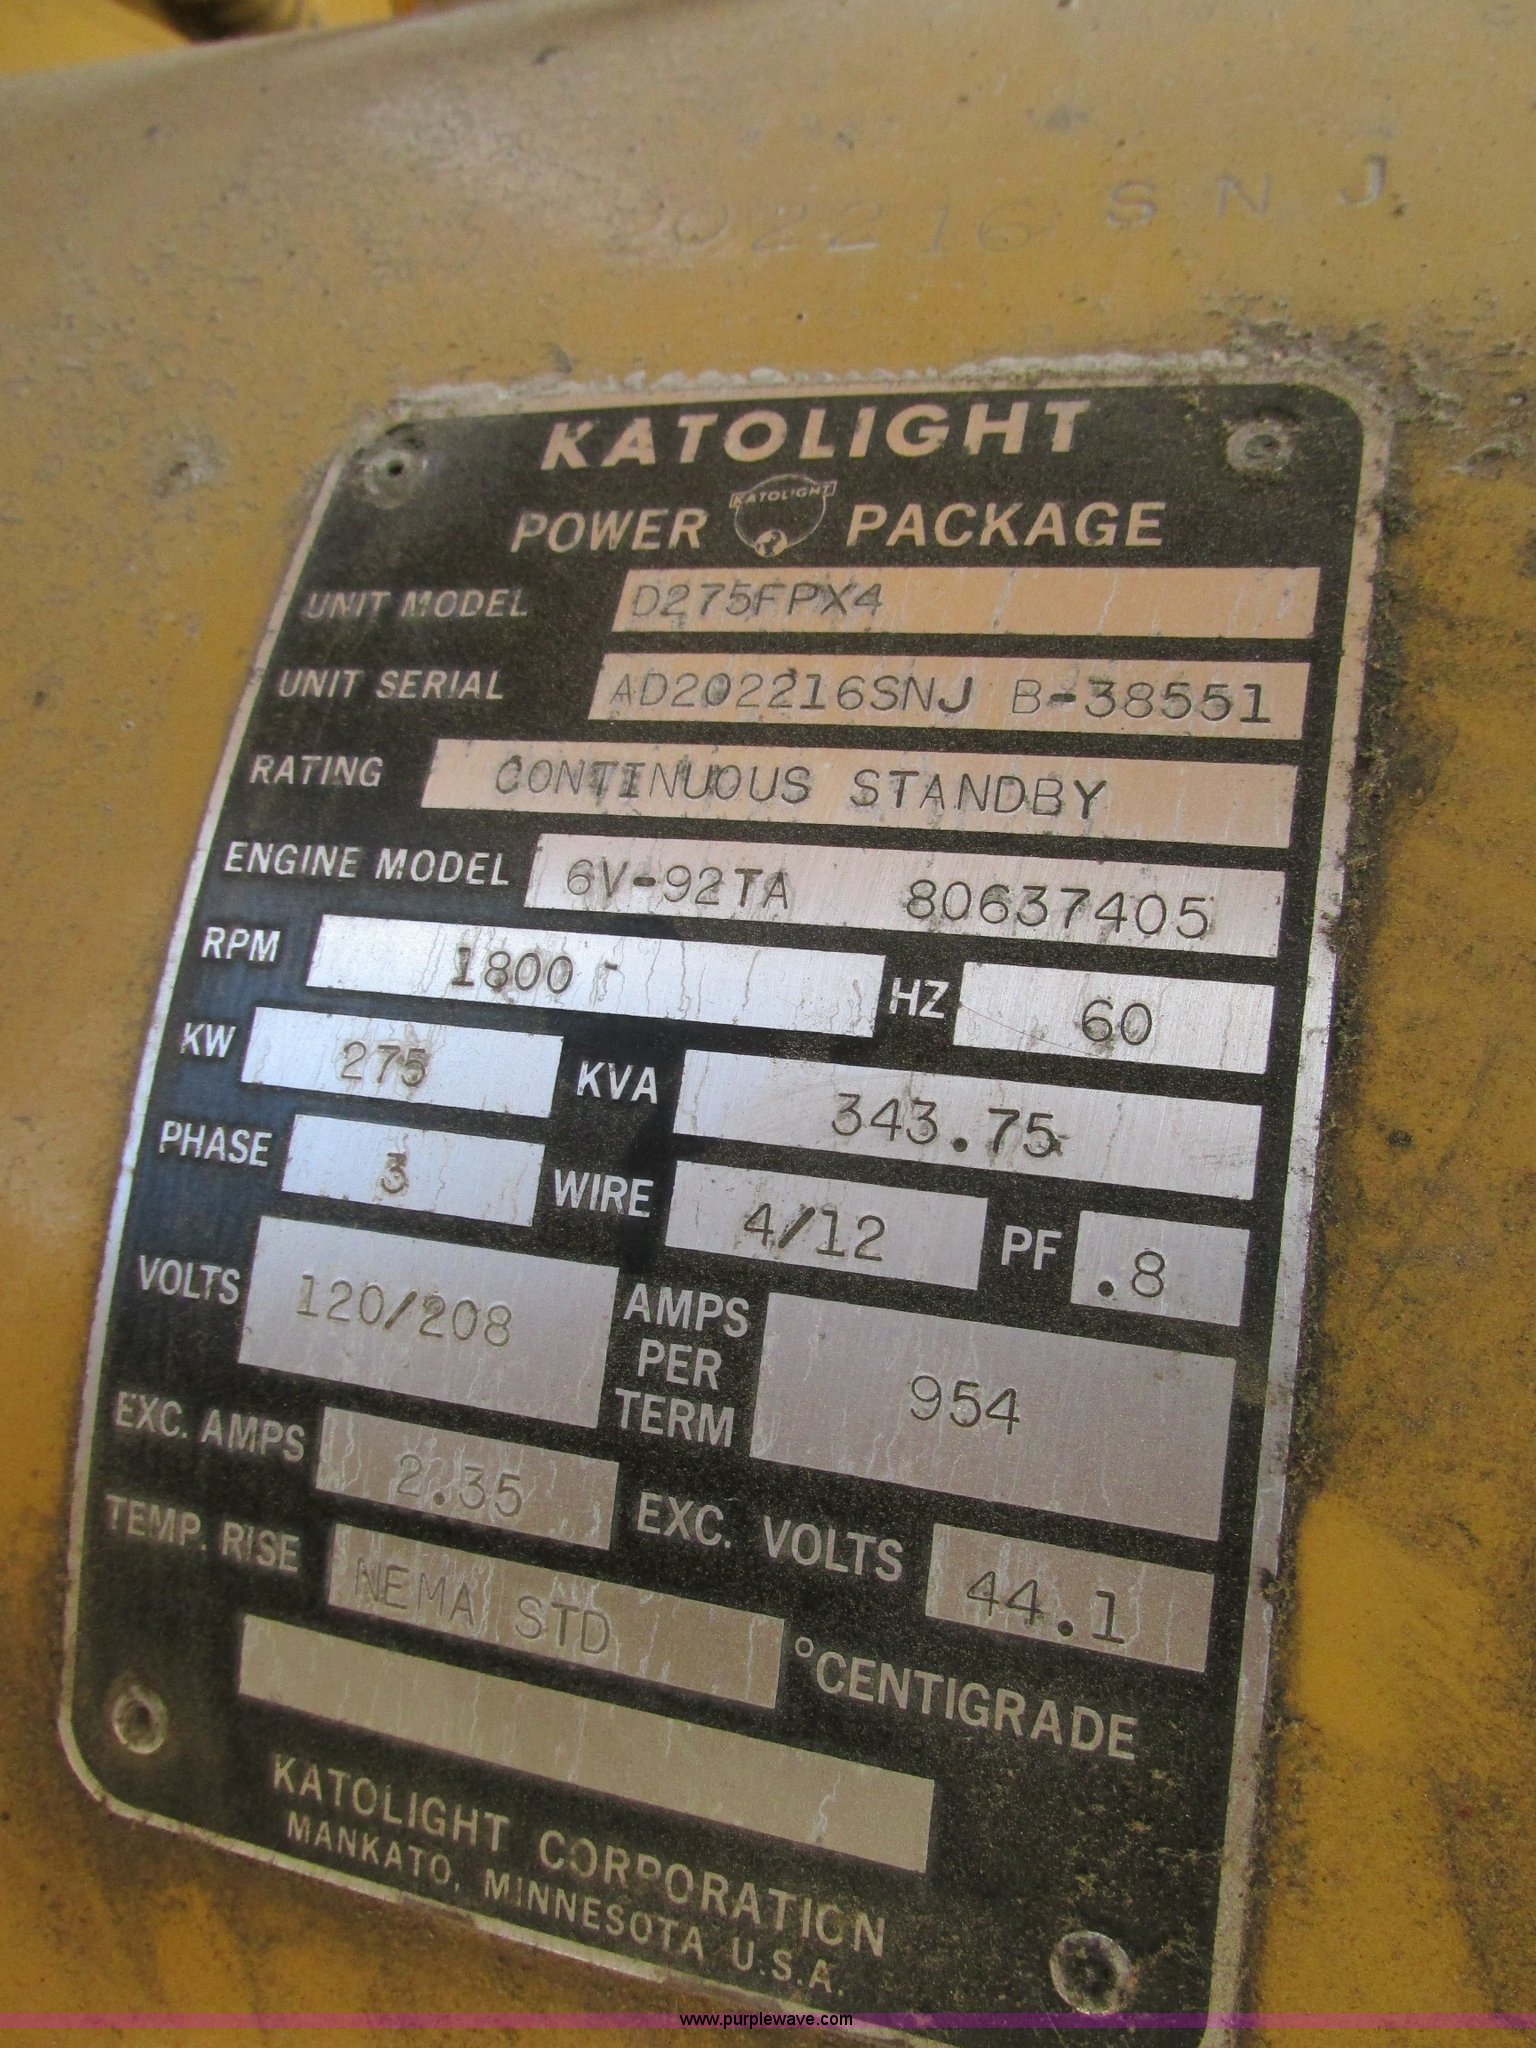 202216 SNJ
KATOLIGHT
KATOLIGHT
POWER PACKAGE
UNIT MODEL D275FPX4
UNIT SERIAL AD202216SNJ B-38551
RATING CONTINUOUS STANDBY
ENGINE MODEL 6V-92TA 80637405
RPM 1800 HZ 60
KW 275 KVA 343.75
PHASE 3 WIRE 4/12 PF .8
VOLTS 120/208 AMPS PER TERM 954
EXC. AMPS 2.35 EXC. VOLTS 44.1
TEMP. RISE NEMA STD °CENTIGRADE
KATOLIGHT CORPORATION
MANKATO, MINNESOTA U.S.A.
www.purplewave.com